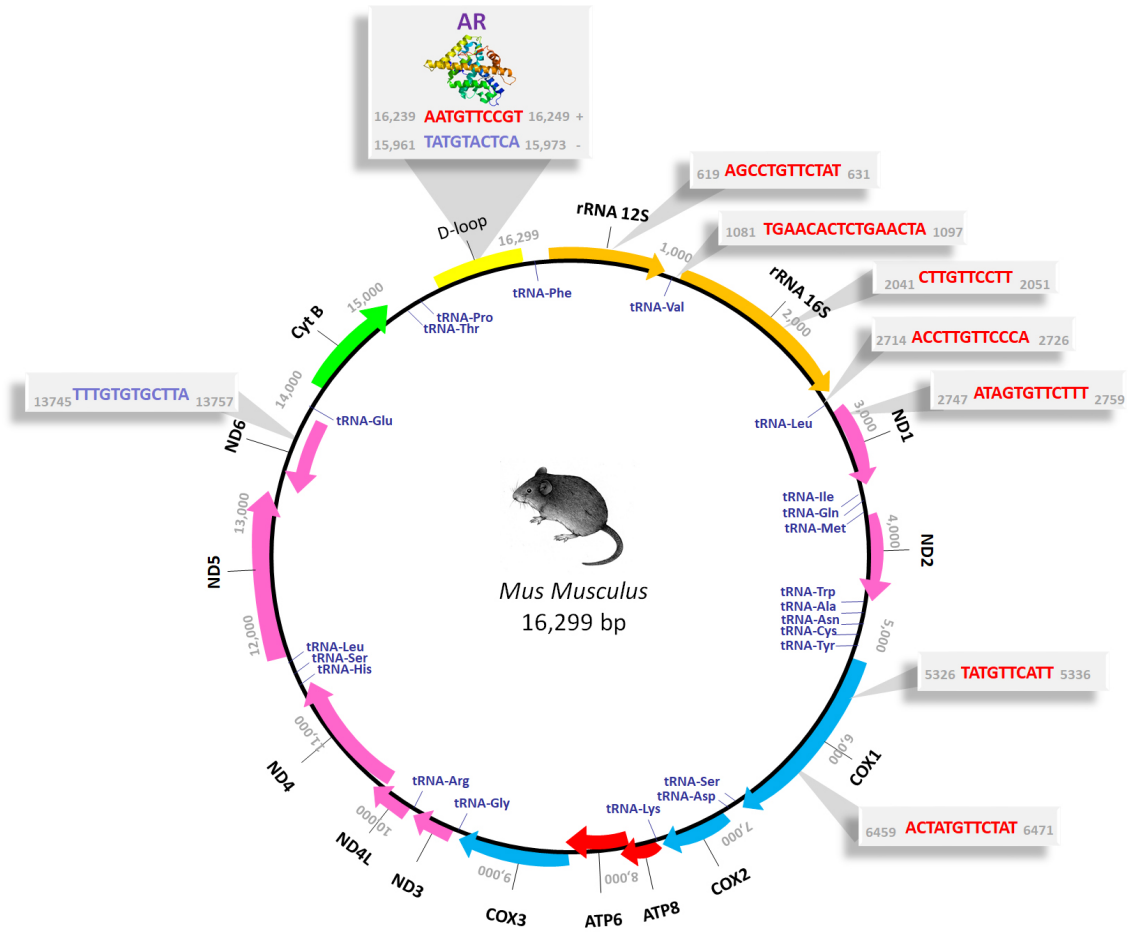 AR
16,239 AATGTTCCGT 16,249 +
15,961 TATGTACTCA 15,973 -
619 AGCCTGTTCTAT 631
1081 TGAACACTCTGAACTA 1097
2041 CTTGTTCCTT 2051
2714 ACCTTGTTCCCA 2726
2747 ATAGTGTTCTTT 2759
5326 TATGTTCATT 5336
6459 ACTATGTTCTAT 6471
13745 TTTGTGTGCTTA 13757
D-loop
16,299
rRNA 12S
1,000
rRNA 16S
2,000
3,000
ND1
4,000
ND2
5,000
6,000
COX1
7,000
COX2
8,000
ATP8
ATP6
9,000
COX3
ND3
10,000
ND4L
11,000
ND4
12,000
ND5
13,000
ND6
14,000
Cyt B
15,000
tRNA-Phe
tRNA-Val
tRNA-Leu
tRNA-Ile
tRNA-Gln
tRNA-Met
tRNA-Trp
tRNA-Ala
tRNA-Asn
tRNA-Cys
tRNA-Tyr
tRNA-Ser
tRNA-Asp
tRNA-Lys
tRNA-Gly
tRNA-Arg
tRNA-Leu
tRNA-Ser
tRNA-His
tRNA-Glu
tRNA-Pro
tRNA-Thr
Mus Musculus
16,299 bp